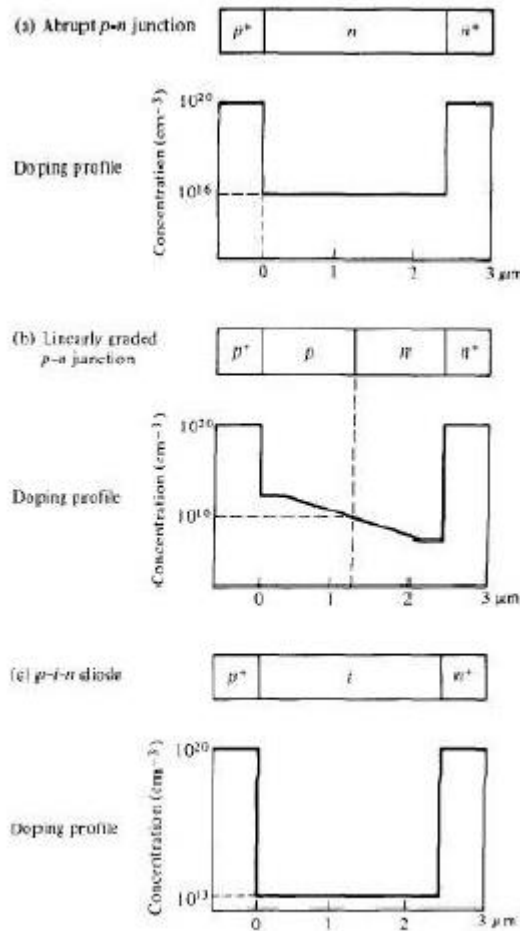 (a) Abrupt p-n junction
p⁺ n n⁺
10²⁰
Concentration (cm⁻³)
Doping profile
10¹⁶
0 1 2 3 μm
(b) Linearly graded
p-n junction
p⁺ p n n⁺
10²⁰
Concentration (cm⁻³)
Doping profile
10¹⁶
0 1 2 3 μm
(c) p-i-n diode
p⁺ i n⁺
10²⁰
Concentration (cm⁻³)
Doping profile
10¹³
0 1 2 3 μm